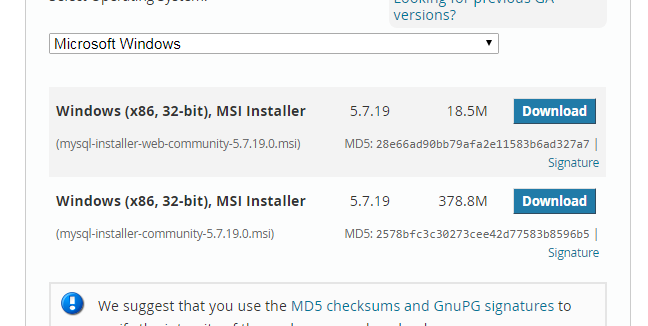 Select Operating System:
Looking for previous GA
versions?
Microsoft Windows
Windows (x86, 32-bit), MSI Installer 5.7.19 18.5M Download
(mysql-installer-web-community-5.7.19.0.msi) MD5: 28e66ad90bb79afa2e11583b6ad327a7 |
Signature
Windows (x86, 32-bit), MSI Installer 5.7.19 378.8M Download
(mysql-installer-community-5.7.19.0.msi) MD5: 2578bfc3c30273cee42d77583b8596b5 |
Signature
We suggest that you use the MD5 checksums and GnuPG signatures to